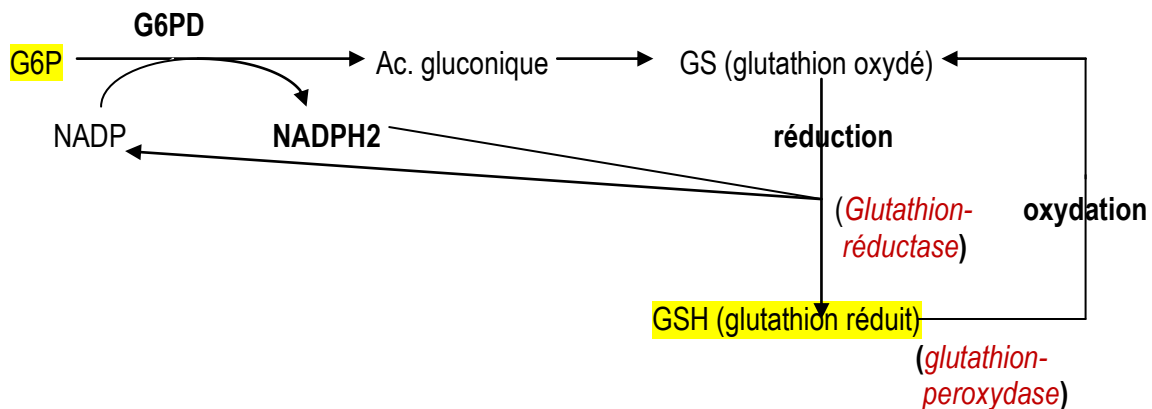 G6PD
G6P
Ac. gluconique
GS (glutathion oxydé)
NADP
NADPH2
réduction
(Glutathion-
réductase)
oxydation
GSH (glutathion réduit)
(glutathion-
peroxydase)